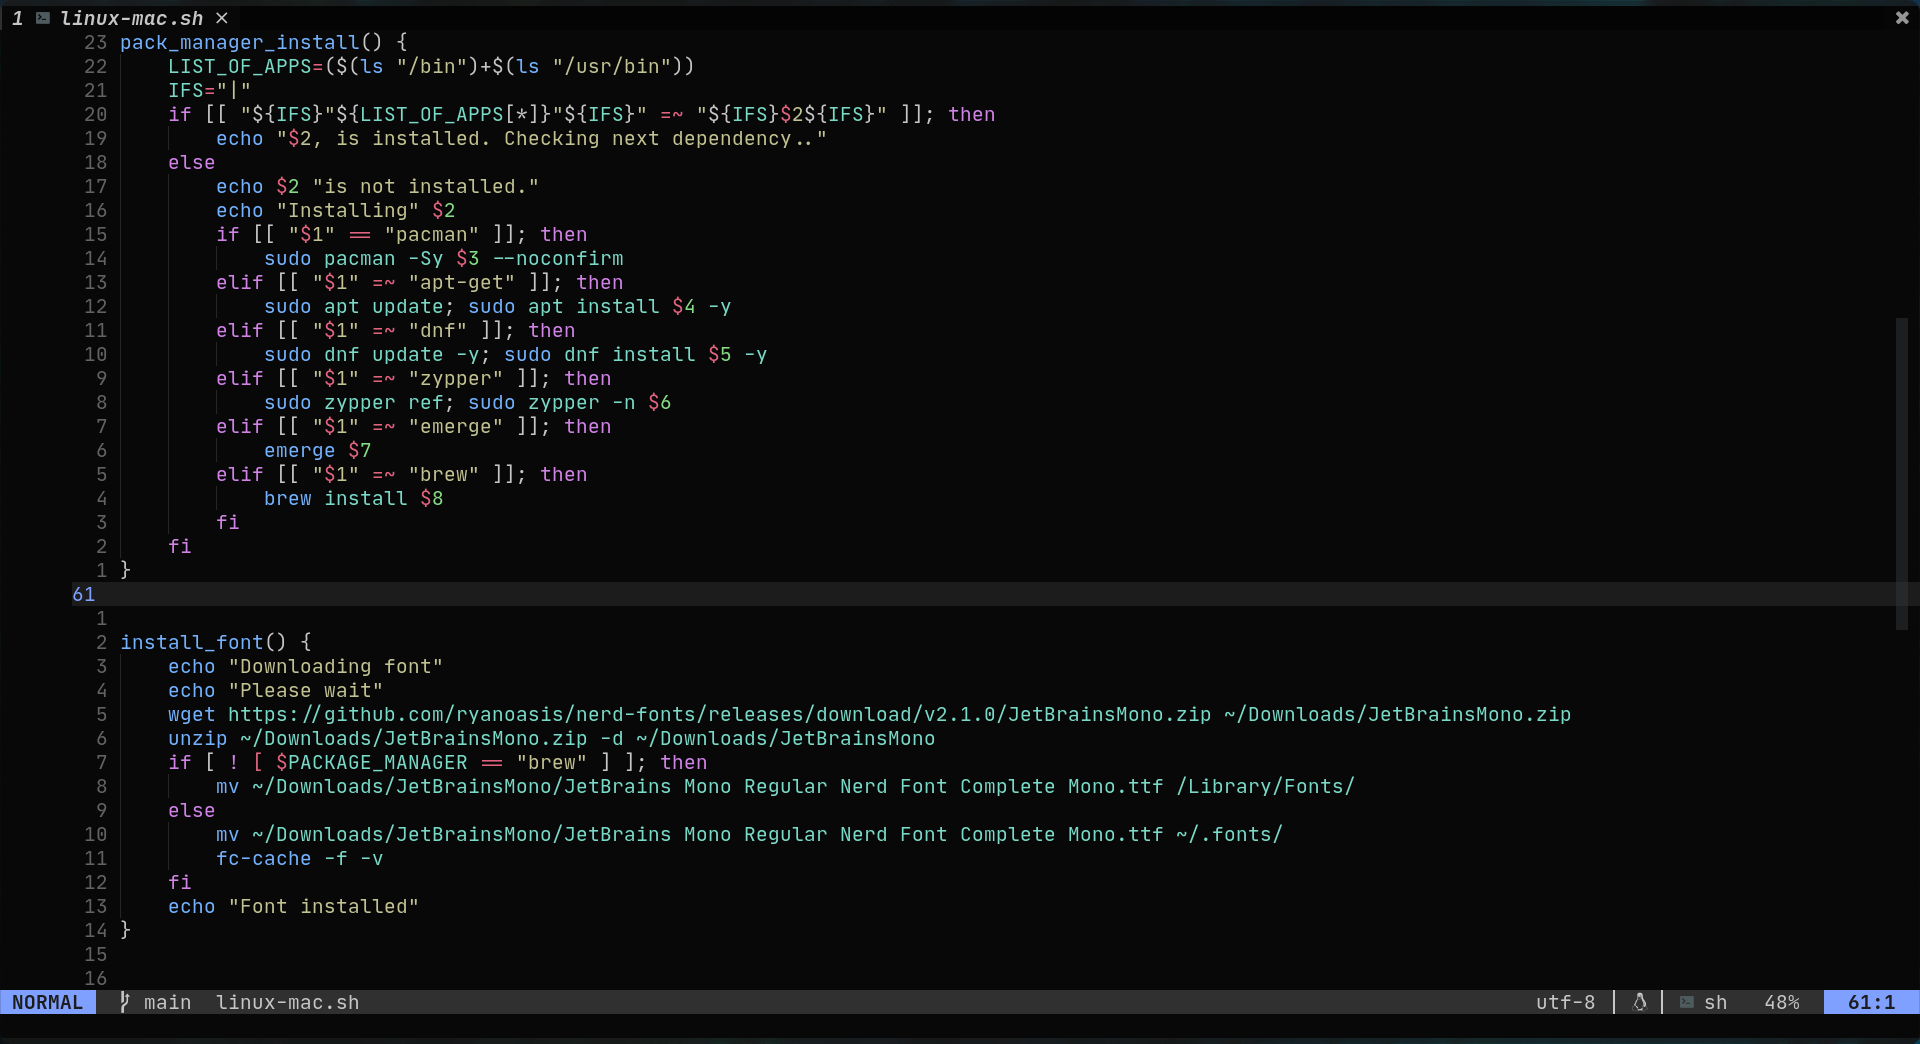 1 linux-mac.sh ✕ ✖
23 pack_manager_install() {
22 LIST_OF_APPS=($(ls "/bin")+$(ls "/usr/bin"))
21 IFS="|"
20 if [[ "${IFS}"${LIST_OF_APPS[*]}"${IFS}" =~ "${IFS}$2${IFS}" ]]; then
19 echo "$2, is installed. Checking next dependency.."
18 else
17 echo $2 "is not installed."
16 echo "Installing" $2
15 if [[ "$1" == "pacman" ]]; then
14 sudo pacman -Sy $3 --noconfirm
13 elif [[ "$1" =~ "apt-get" ]]; then
12 sudo apt update; sudo apt install $4 -y
11 elif [[ "$1" =~ "dnf" ]]; then
10 sudo dnf update -y; sudo dnf install $5 -y
9 elif [[ "$1" =~ "zypper" ]]; then
8 sudo zypper ref; sudo zypper -n $6
7 elif [[ "$1" =~ "emerge" ]]; then
6 emerge $7
5 elif [[ "$1" =~ "brew" ]]; then
4 brew install $8
3 fi
2 fi
1 }
61
1
2 install_font() {
3 echo "Downloading font"
4 echo "Please wait"
5 wget https://github.com/ryanoasis/nerd-fonts/releases/download/v2.1.0/JetBrainsMono.zip ~/Downloads/JetBrainsMono.zip
6 unzip ~/Downloads/JetBrainsMono.zip -d ~/Downloads/JetBrainsMono
7 if [ ! [ $PACKAGE_MANAGER == "brew" ] ]; then
8 mv ~/Downloads/JetBrainsMono/JetBrains Mono Regular Nerd Font Complete Mono.ttf /Library/Fonts/
9 else
10 mv ~/Downloads/JetBrainsMono/JetBrains Mono Regular Nerd Font Complete Mono.ttf ~/.fonts/
11 fc-cache -f -v
12 fi
13 echo "Font installed"
14 }
15
16
NORMAL main linux-mac.sh utf-8 | | sh 48% 61:1